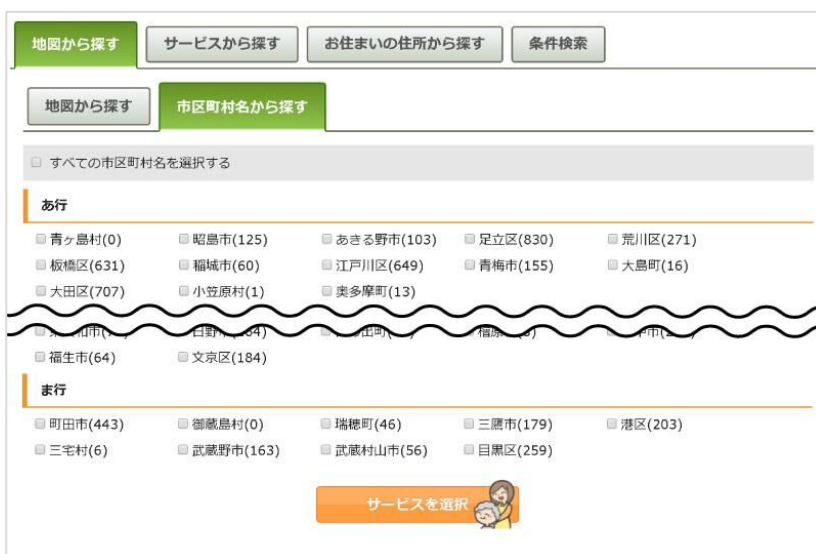 地図から探す サービスから探す お住まいの住所から探す 条件検索
地図から探す 市区町村名から探す
すべての市区町村名を選択する
あ行
青ヶ島村(0) 昭島市(125) あきる野市(103) 足立区(830) 荒川区(271)
板橋区(631) 稲城市(60) 江戸川区(649) 青梅市(155) 大島町(16)
大田区(707) 小笠原村(1) 奥多摩町(13)
福生市(64) 文京区(184)
ま行
町田市(443) 御蔵島村(0) 瑞穂町(46) 三鷹市(179) 港区(203)
三宅村(6) 武蔵野市(163) 武蔵村山市(56) 目黒区(259)
サービスを選択